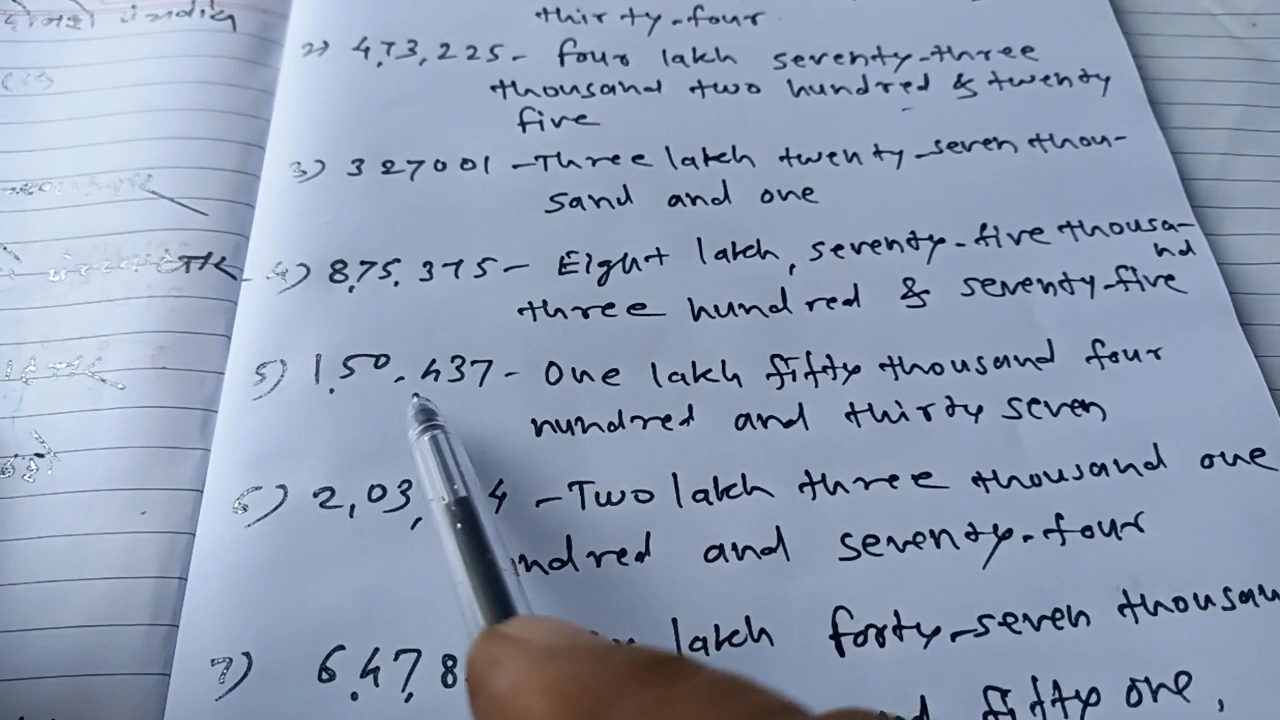 thirty-four
2) 4,73,225 - four lakh seventy-three
thousand two hundred & twenty
five
3) 327001 - Three lakh twenty-seven thou-
sand and one
4) 8,75,375 - Eight lakh, seventy-five thousa-
nd
three hundred & seventy-five
5) 1,50,437 - One lakh fifty thousand four
hundred and thirty seven
6) 2,03, 4 - Two lakh three thousand one
ndred and seventy-four
7) 6,47,8 lakh forty-seven thousan
fifty one,